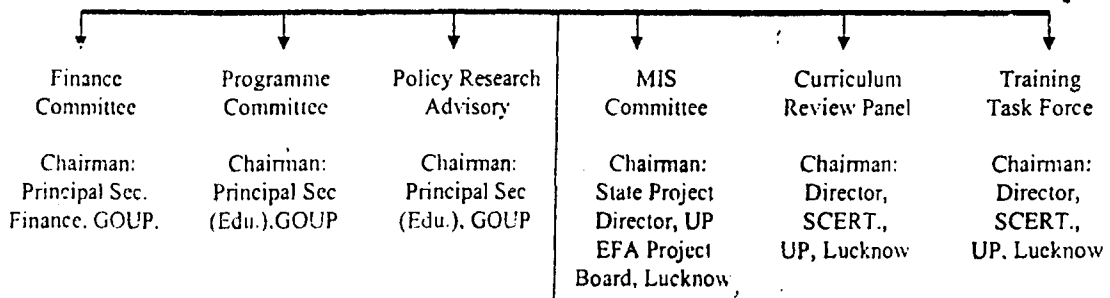 Finance
Committee
Chairman:
Principal Sec.
Finance. GOUP.
Programme
Committee
Chairman:
Principal Sec
(Edu.).GOUP
Policy Research
Advisory
Chairman:
Principal Sec
(Edu.), GOUP
MIS
Committee
Chairman:
State Project
Director, UP
EFA Project
Board, Lucknow
Curriculum
Review Panel
Chairman:
Director,
SCERT.,
UP, Lucknow
Training
Task Force
Chairman:
Director,
SCERT.,
UP. Lucknow